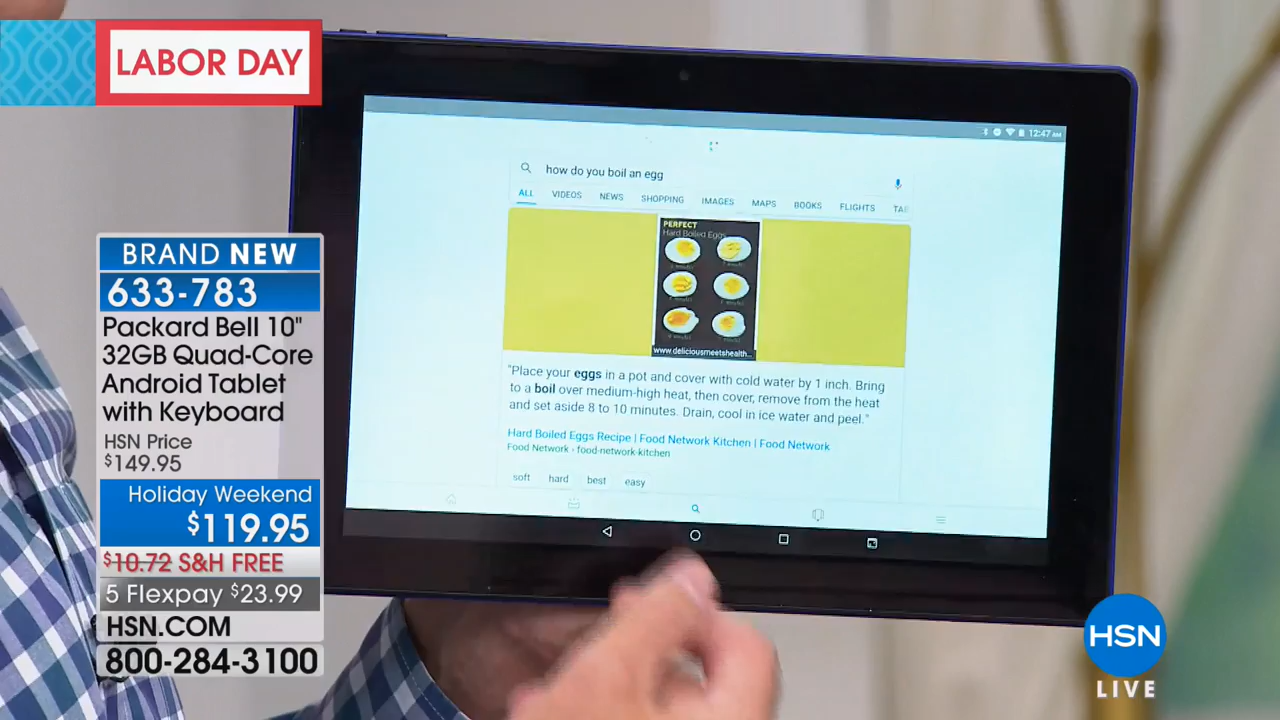 LABOR DAY
BRAND NEW
633-783
Packard Bell 10"
32GB Quad-Core
Android Tablet
with Keyboard
HSN Price
$149.95
Holiday Weekend
$119.95
$10.72 S&H FREE
5 Flexpay $23.99
HSN.COM
800-284-3100
12:47 AM
how do you boil an egg
ALL VIDEOS NEWS SHOPPING IMAGES MAPS BOOKS FLIGHTS
PERFECT
Hard Boiled Eggs
www.deliciousmeetshealth...
"Place your eggs in a pot and cover with cold water by 1 inch. Bring
to a boil over medium-high heat, then cover, remove from the heat
and set aside 8 to 10 minutes. Drain, cool in ice water and peel."
Hard Boiled Eggs Recipe | Food Network Kitchen | Food Network
Food Network › food-network-kitchen
soft hard best easy
HSN
LIVE